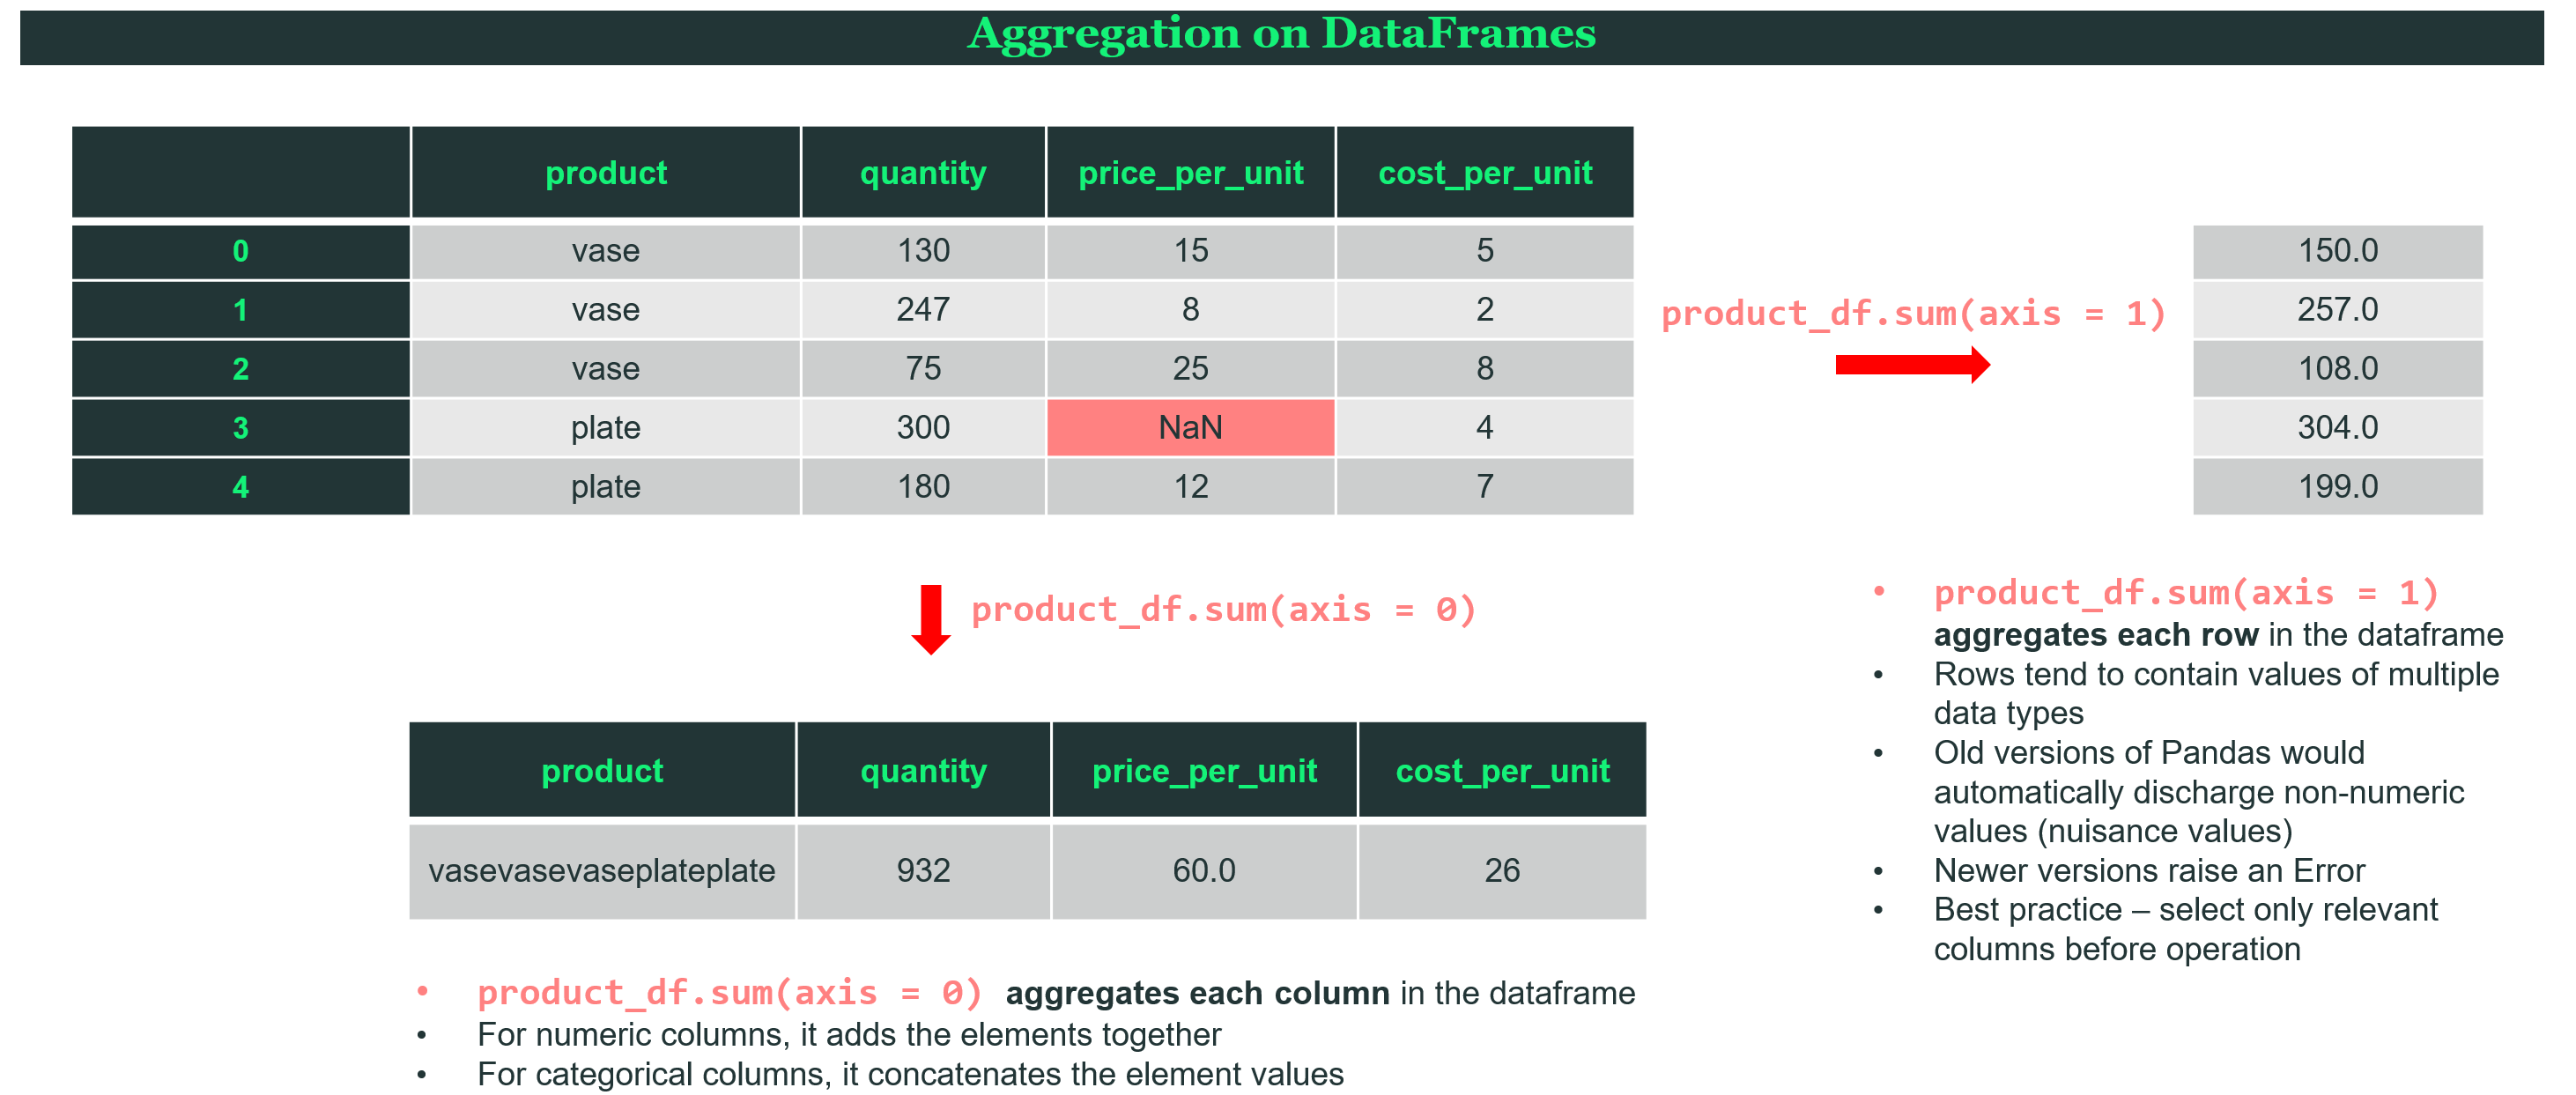 Aggregation on DataFrames
product quantity price_per_unit cost_per_unit
0 vase 130 15 5
1 vase 247 8 2
2 vase 75 25 8
3 plate 300 NaN 4
4 plate 180 12 7
product_df.sum(axis = 1)
150.0
257.0
108.0
304.0
199.0
product_df.sum(axis = 0)
product quantity price_per_unit cost_per_unit
vasevasevaseplateplate 932 60.0 26
• product_df.sum(axis = 0) aggregates each column in the dataframe
• For numeric columns, it adds the elements together
• For categorical columns, it concatenates the element values
• product_df.sum(axis = 1)
aggregates each row in the dataframe
• Rows tend to contain values of multiple
data types
• Old versions of Pandas would
automatically discharge non-numeric
values (nuisance values)
• Newer versions raise an Error
• Best practice – select only relevant
columns before operation